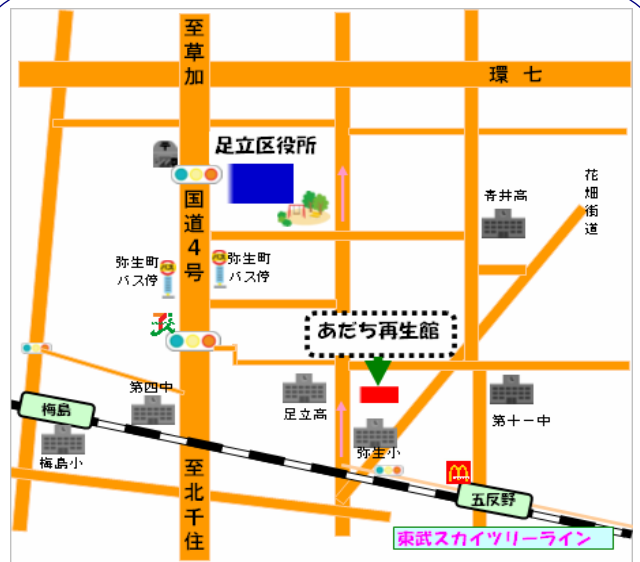 至草加
環 七
足立区役所
花畑街道
青井高
国道4号
弥生町
バス停
弥生町
バス停
あだち再生館
第四中
足立高
第十一中
梅島
弥生小
梅島小
至北千住
五反野
東武スカイツリーライン